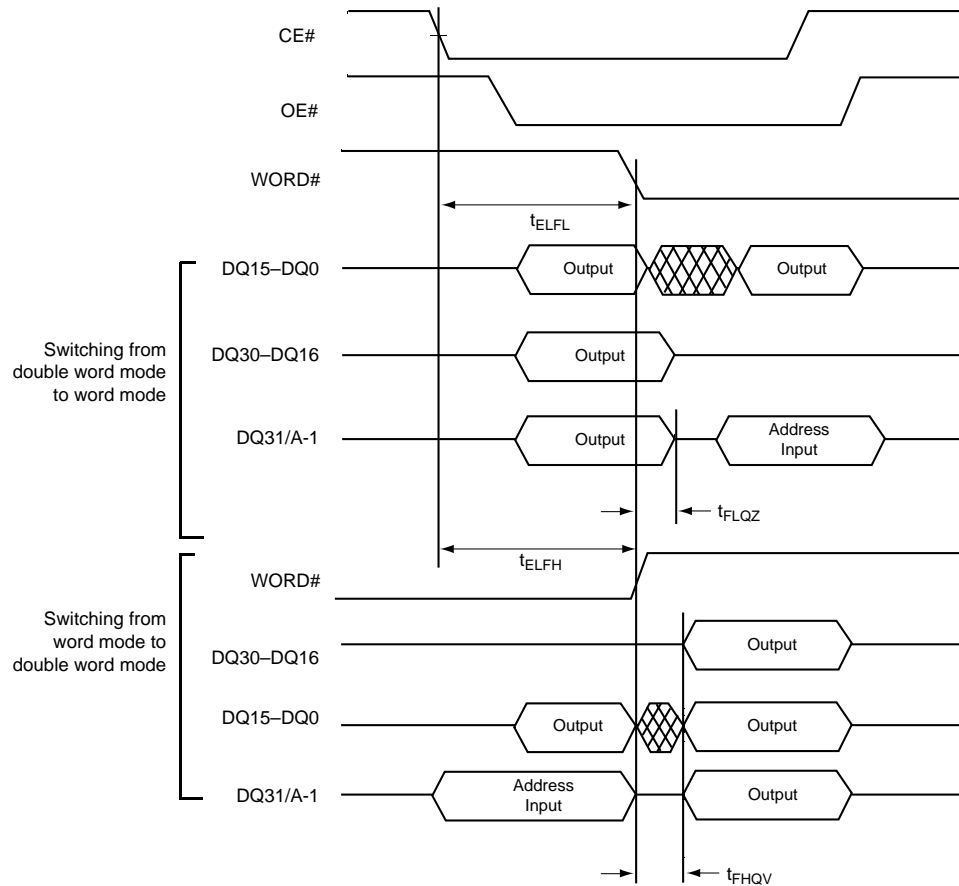 CE#
OE#
WORD#
tELFL
DQ15–DQ0
Output
Output
Switching from
double word mode
to word mode
DQ30–DQ16
Output
DQ31/A-1
Output
Address
Input
tFLQZ
tELFH
WORD#
Switching from
word mode to
double word mode
DQ30–DQ16
Output
DQ15–DQ0
Output
Output
DQ31/A-1
Address
Input
Output
tFHQV